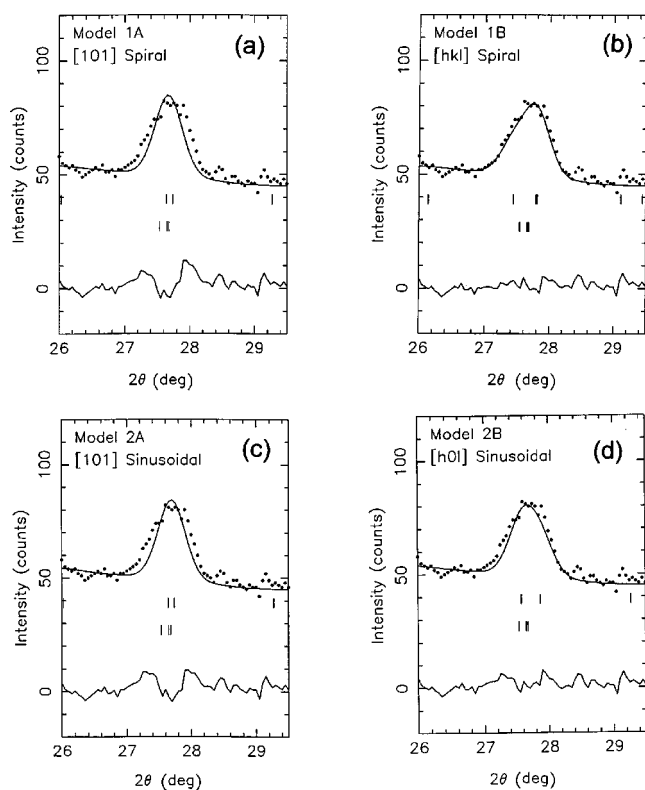 Model 1A
(a)
[101] Spiral
100
50
0
Intensity (counts)
26 27 28 29
2θ (deg)
Model 1B
(b)
[hkl] Spiral
100
50
0
Intensity (counts)
26 27 28 29
2θ (deg)
Model 2A
(c)
[101] Sinusoidal
100
50
0
Intensity (counts)
26 27 28 29
2θ (deg)
Model 2B
(d)
[h0l] Sinusoidal
100
50
0
Intensity (counts)
26 27 28 29
2θ (deg)